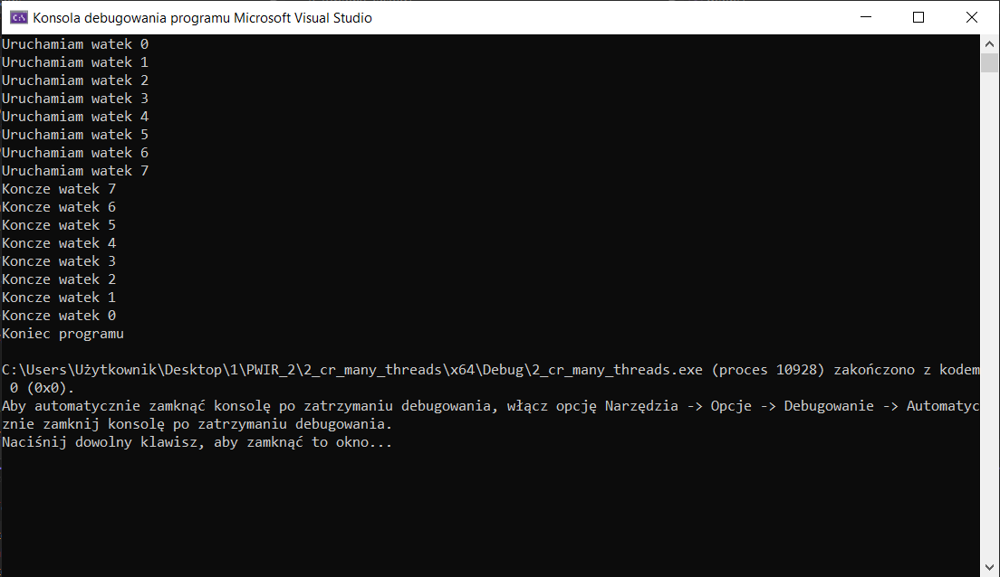 Konsola debugowania programu Microsoft Visual Studio
Uruchamiam watek 0
Uruchamiam watek 1
Uruchamiam watek 2
Uruchamiam watek 3
Uruchamiam watek 4
Uruchamiam watek 5
Uruchamiam watek 6
Uruchamiam watek 7
Koncze watek 7
Koncze watek 6
Koncze watek 5
Koncze watek 4
Koncze watek 3
Koncze watek 2
Koncze watek 1
Koncze watek 0
Koniec programu
C:\Users\Użytkownik\Desktop\1\PWIR_2\2_cr_many_threads\x64\Debug\2_cr_many_threads.exe (proces 10928) zakończono z kodem
0 (0x0).
Aby automatycznie zamknąć konsolę po zatrzymaniu debugowania, włącz opcję Narzędzia -> Opcje -> Debugowanie -> Automatyc
znie zamknij konsolę po zatrzymaniu debugowania.
Naciśnij dowolny klawisz, aby zamknąć to okno...